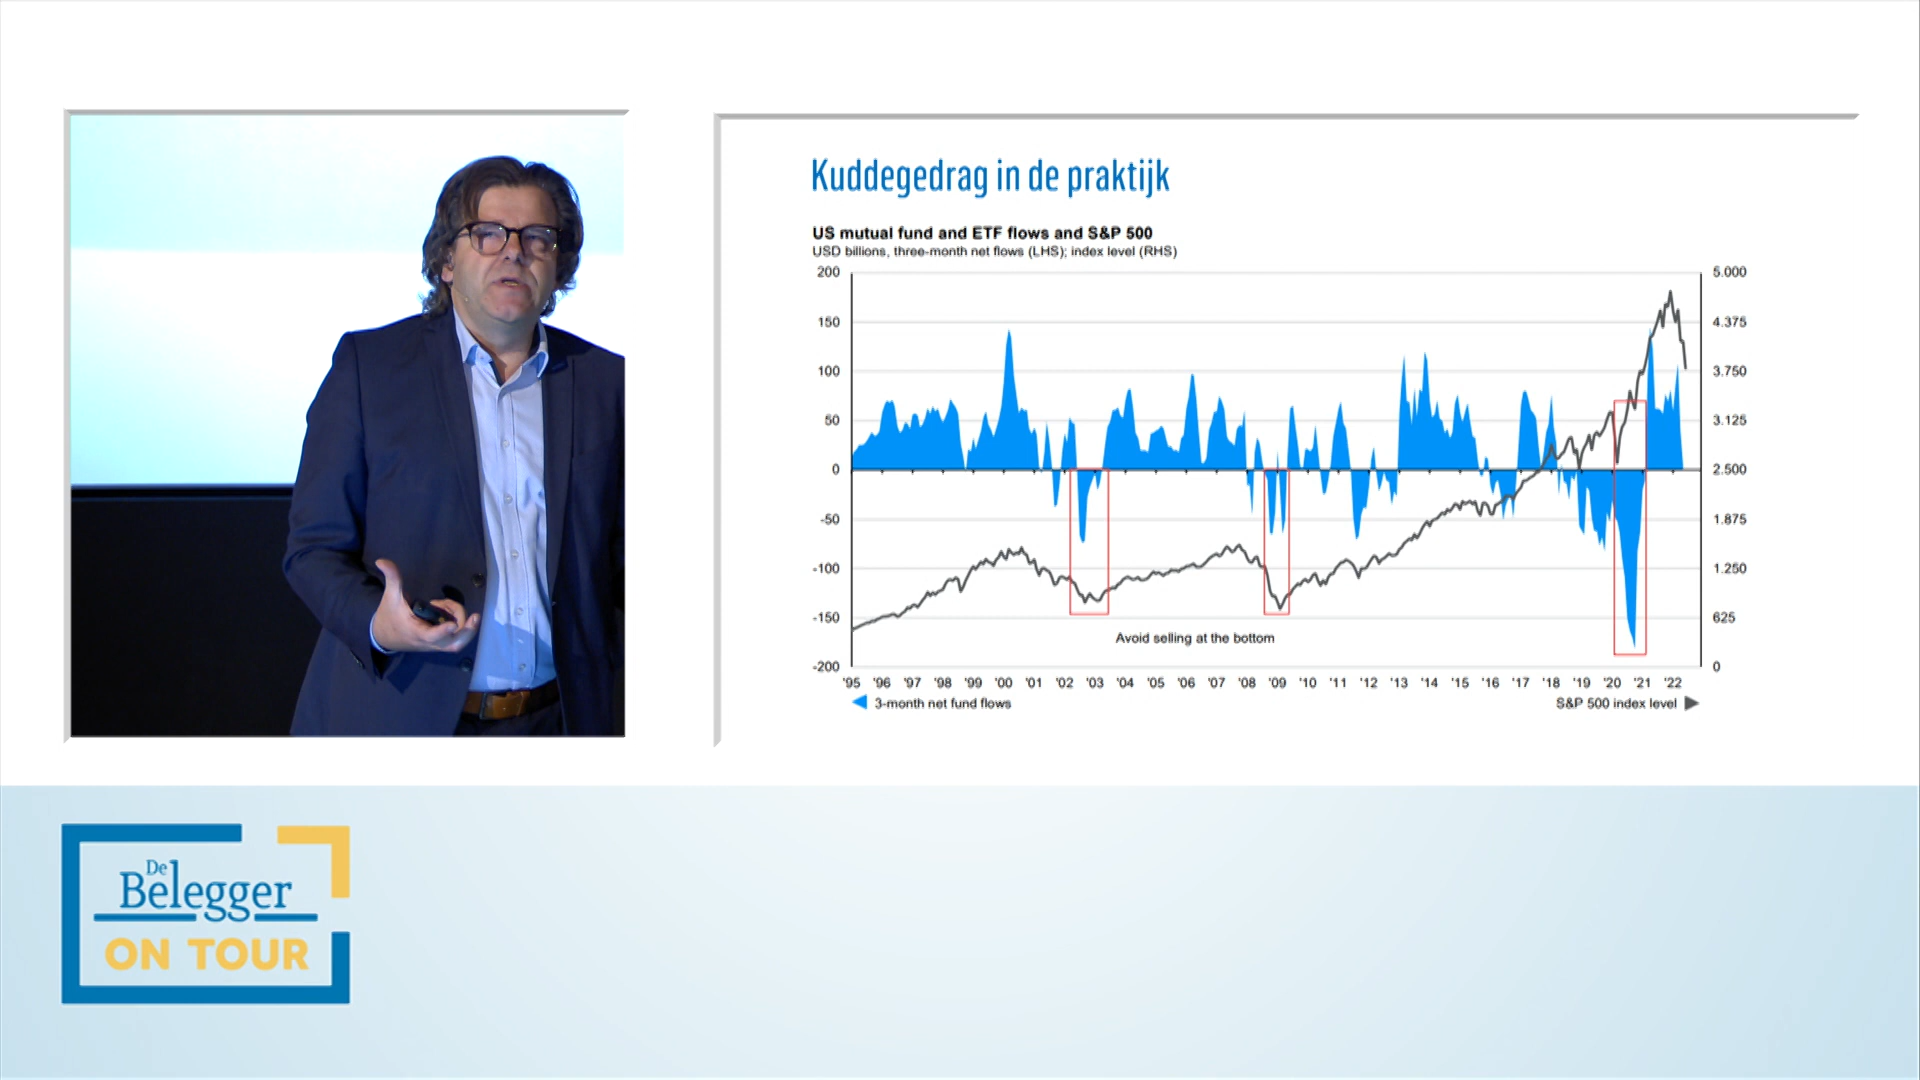 Kuddegedrag in de praktijk
US mutual fund and ETF flows and S&P 500
USD billions, three-month net flows (LHS); index level (RHS)
200 5.000
150 4.375
100 3.750
50 3.125
0 2.500
-50 1.875
-100 1.250
-150 625
Avoid selling at the bottom
-200 0
'95 '96 '97 '98 '99 '00 '01 '02 '03 '04 '05 '06 '07 '08 '09 '10 '11 '12 '13 '14 '15 '16 '17 '18 '19 '20 '21 '22
3-month net fund flows S&P 500 index level
De
Belegger
ON TOUR